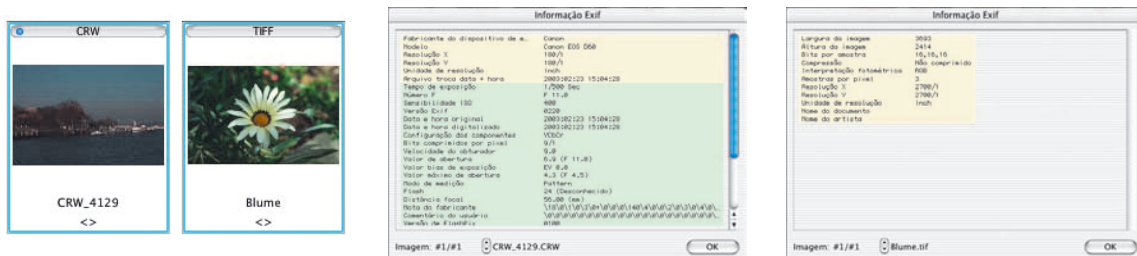 CRW
CRW_4129
<>
TIFF
Blume
<>
Informação Exif
Fabricante do dispositivo de e... Canon
Modelo Canon EOS D60
Resolução X 180/1
Resolução Y 180/1
Unidade de resolução inch
Arquivo troca data + hora 2003:02:23 15:04:28
Tempo de exposição 1/500 Sec
Número F F 11.0
Sensibilidade ISO 400
Versão Exif 0220
Data e hora original 2003:02:23 15:04:28
Data e hora digitalizado 2003:02:23 15:04:28
Configuração dos componentes YCbCr
Bits comprimidos por pixel 9/1
Velocidade do obturador 9.0
Valor de abertura 6.9 (F 11.0)
Valor bias de exposição EV 0.0
Valor máximo de abertura 4.3 (F 4.5)
Modo de medição Pattern
Flash 24 (Desconhecido)
Distância focal 56.00 (mm)
Nota do fabricante
Comentário do usuário
Versão de FlashPix 0100
Imagem: #1/#1 CRW_4129.CRW OK
Informação Exif
Largura da imagem 3693
Altura da imagem 2414
Bits por amostra 16,16,16
Compressão Não comprimido
Interpretação fotométrica RGB
Amostras por pixel 3
Resolução X 2700/1
Resolução Y 2700/1
Unidade de resolução inch
Nome do documento
Nome do artista
Imagem: #1/#1 Blume.tif OK